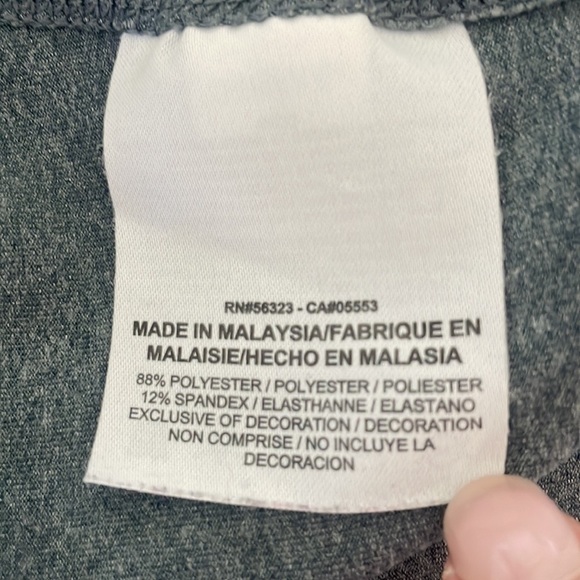 RN#56323 - CA#05553
MADE IN MALAYSIA/FABRIQUE EN
MALAISIE/HECHO EN MALASIA
88% POLYESTER / POLYESTER / POLIESTER
12% SPANDEX / ELASTHANNE / ELASTANO
EXCLUSIVE OF DECORATION / DECORATION
NON COMPRISE / NO INCLUYE LA
DECORACION